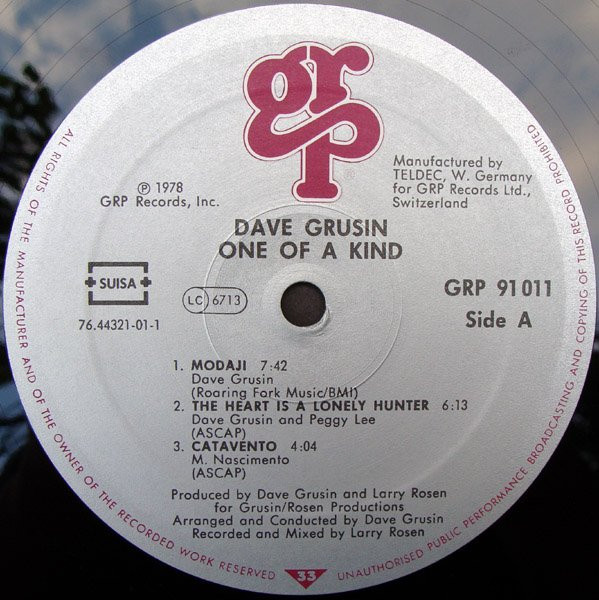 grp
®
℗ 1978
GRP Records, Inc.
Manufactured by
TELDEC, W. Germany
for GRP Records Ltd.,
Switzerland
DAVE GRUSIN
ONE OF A KIND
SUISA
76.44321-01-1
LC 6713
GRP 91011
Side A
1. MODAJI 7:42
Dave Grusin
(Roaring Fork Music/BMI)
2. THE HEART IS A LONELY HUNTER 6:13
Dave Grusin and Peggy Lee
(ASCAP)
3. CATAVENTO 4:04
M. Nascimento
(ASCAP)
Produced by Dave Grusin and Larry Rosen
for Grusin/Rosen Productions
Arranged and Conducted by Dave Grusin
Recorded and Mixed by Larry Rosen
ALL RIGHTS OF THE MANUFACTURER AND OF THE OWNER OF THE RECORDED WORK RESERVED
33
UNAUTHORISED PUBLIC PERFORMANCE BROADCASTING AND COPYING OF THIS RECORD PROHIBITED